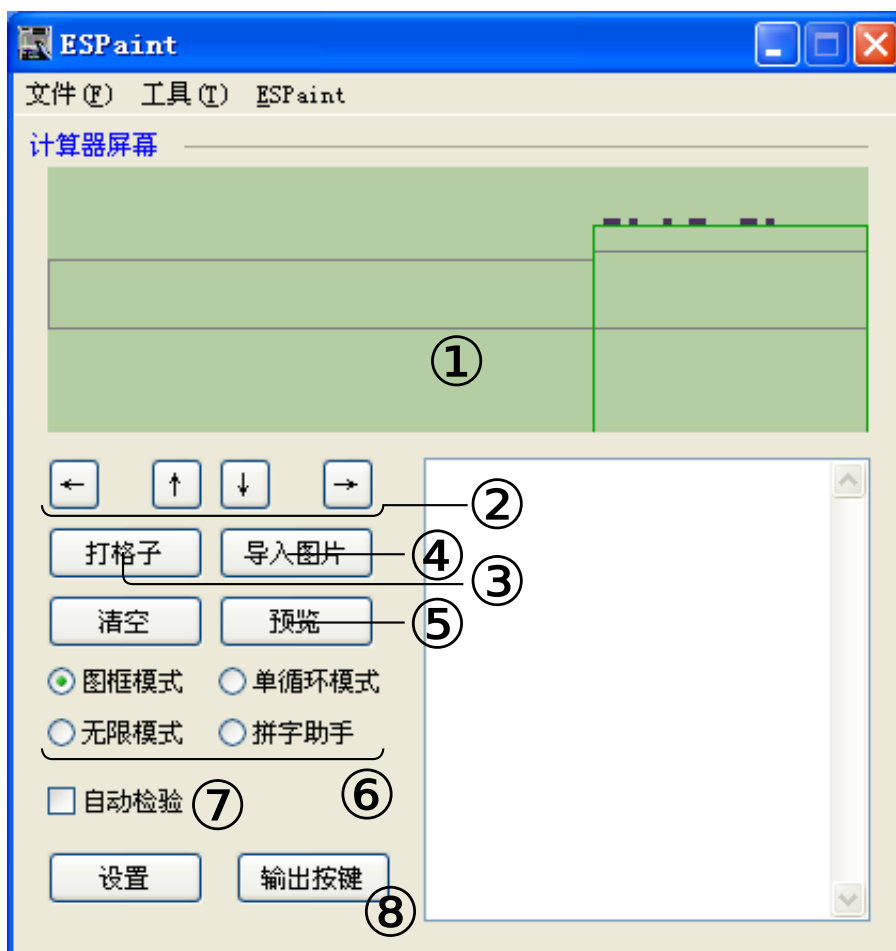 ESPaint
文件(F) 工具(T) ESPaint
计算器屏幕
①
← ↑ ↓ →
②
打格子 导入图片 ④
③
清空 预览 ⑤
图框模式 单循环模式
无限模式 拼字助手
⑥
自动检验 ⑦
设置 输出按键
⑧